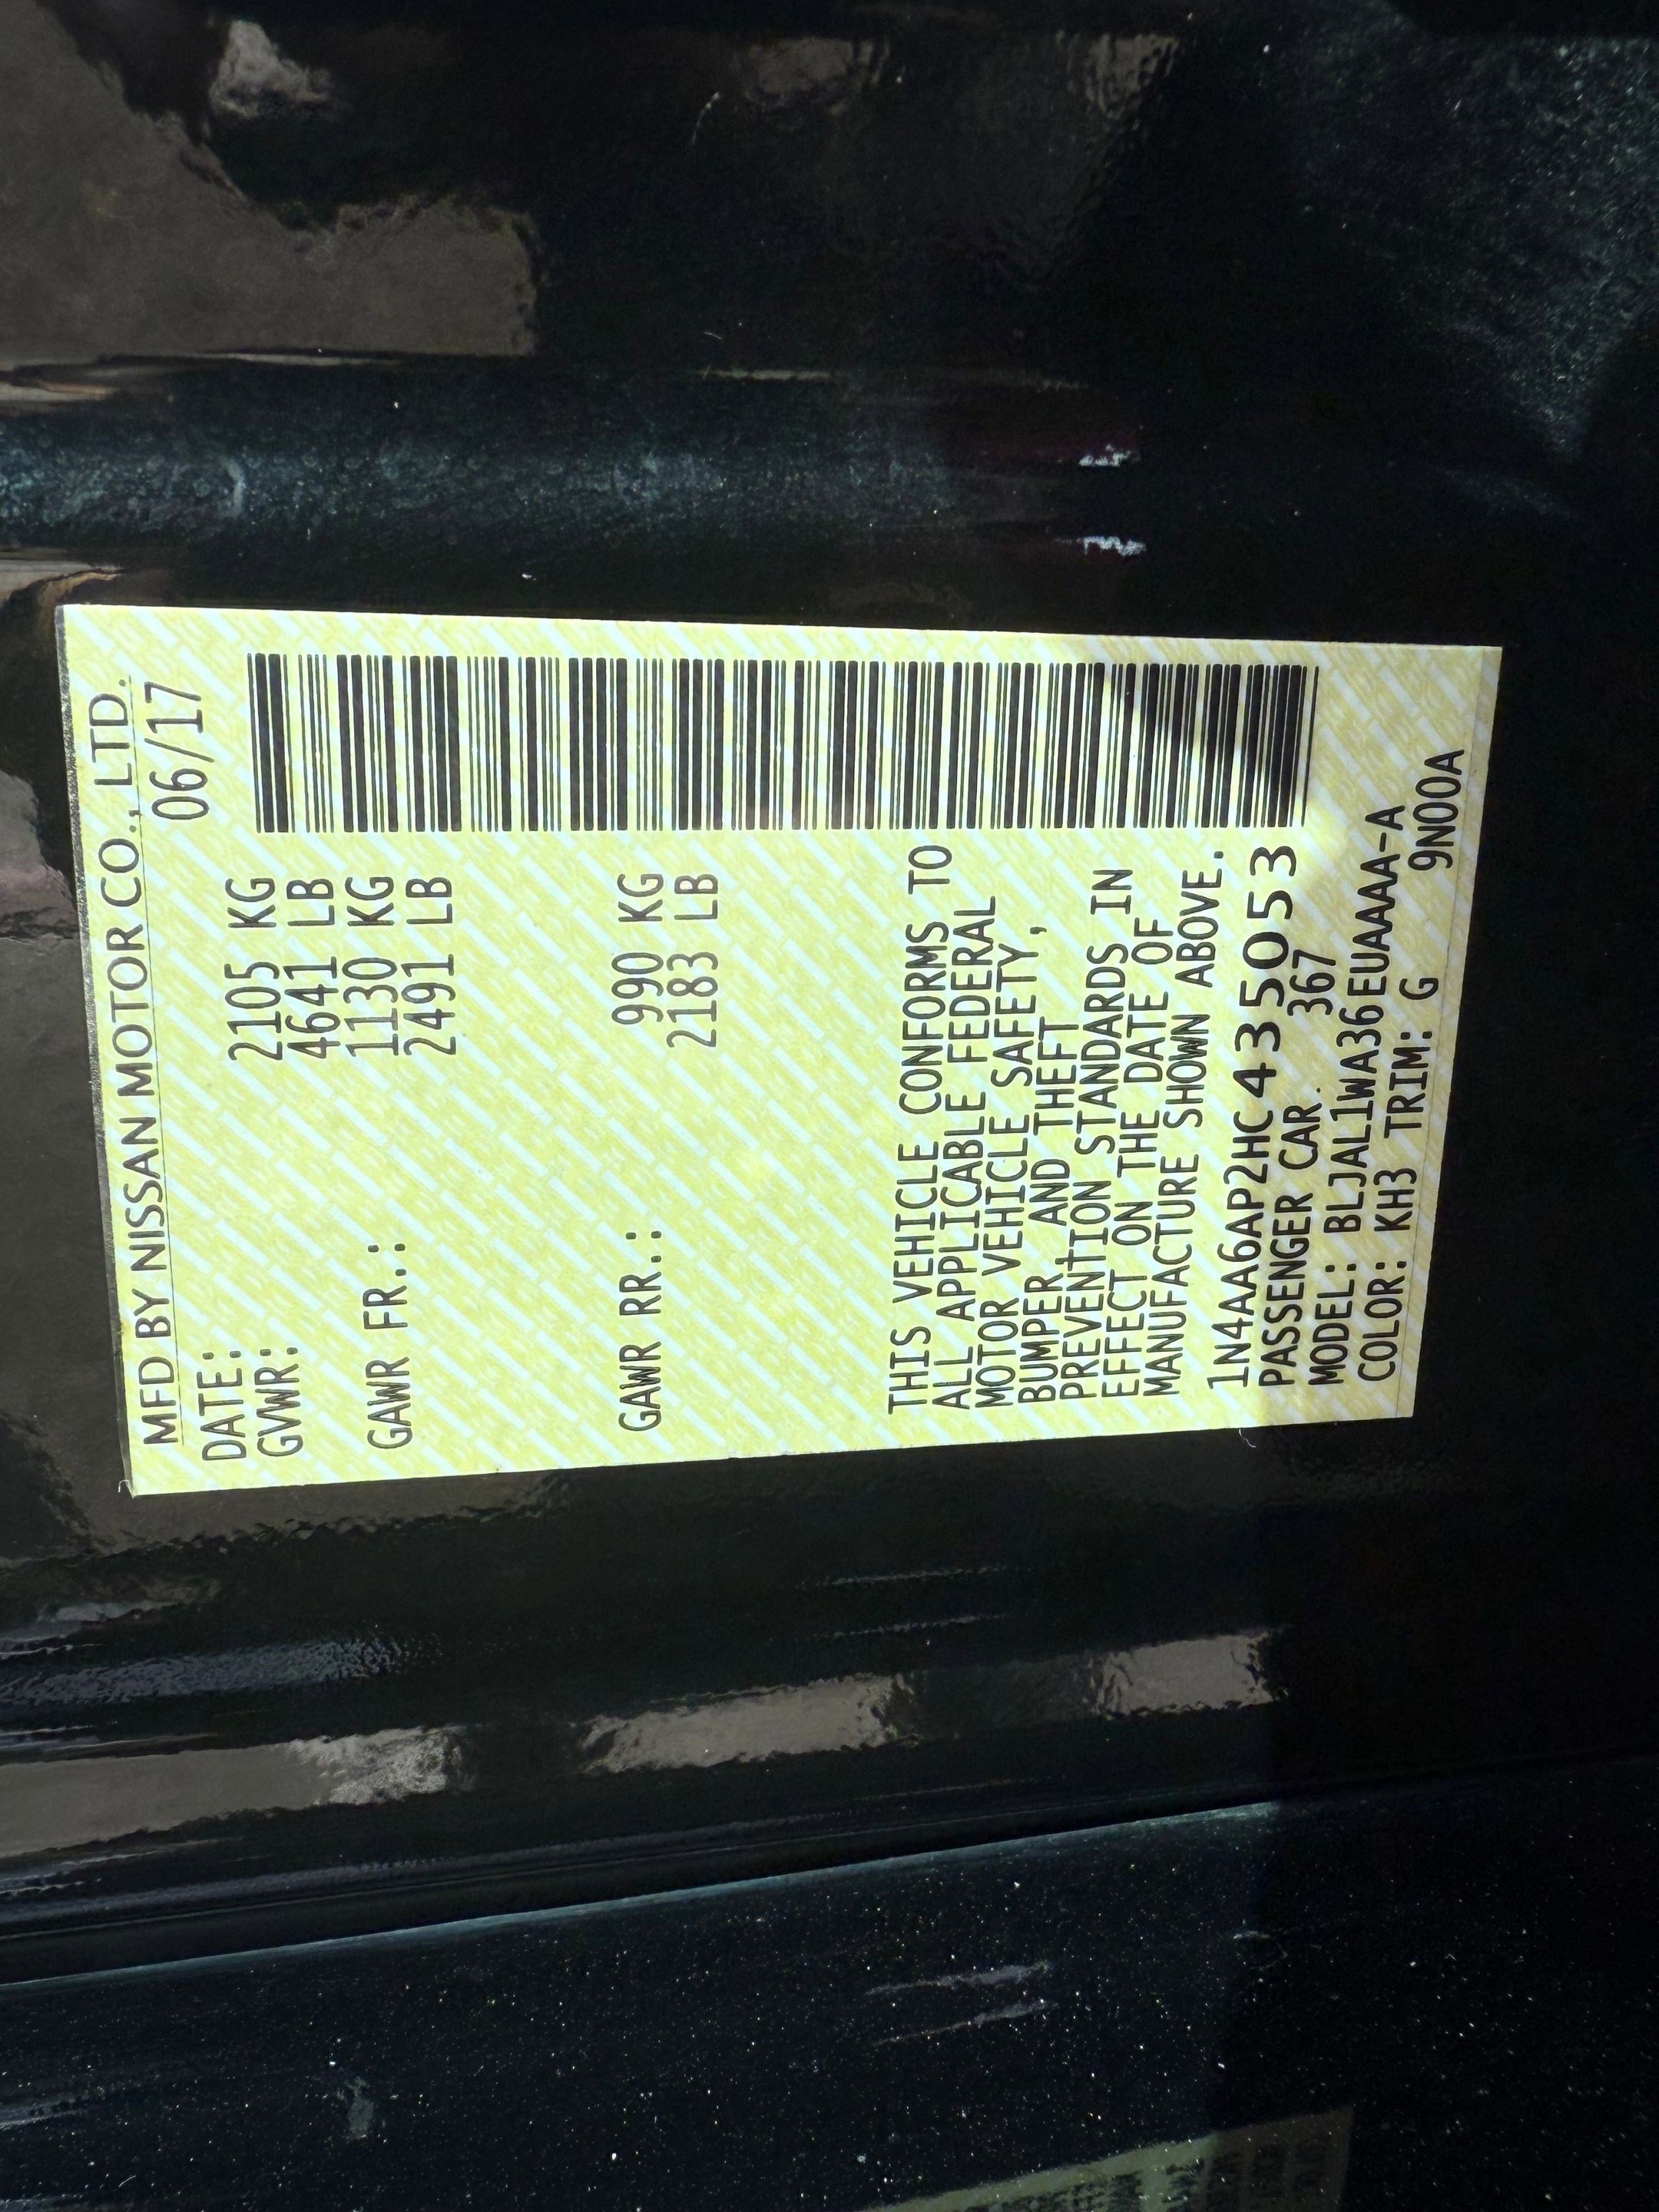 MFD BY NISSAN MOTOR CO., LTD.
DATE: 06/17
GVWR: 2105 KG
4641 LB
GAWR FR.: 1130 KG
2491 LB
GAWR RR.: 990 KG
2183 LB
THIS VEHICLE CONFORMS TO
ALL APPLICABLE FEDERAL
MOTOR VEHICLE SAFETY,
BUMPER, AND THEFT
PREVENTION STANDARDS IN
EFFECT ON THE DATE OF
MANUFACTURE SHOWN ABOVE.
1N4AA6AP2HC435053
PASSENGER CAR. 367
MODEL: BLJAL1WA36EUAAAA-A
COLOR: KH3 TRIM: G 9N00A